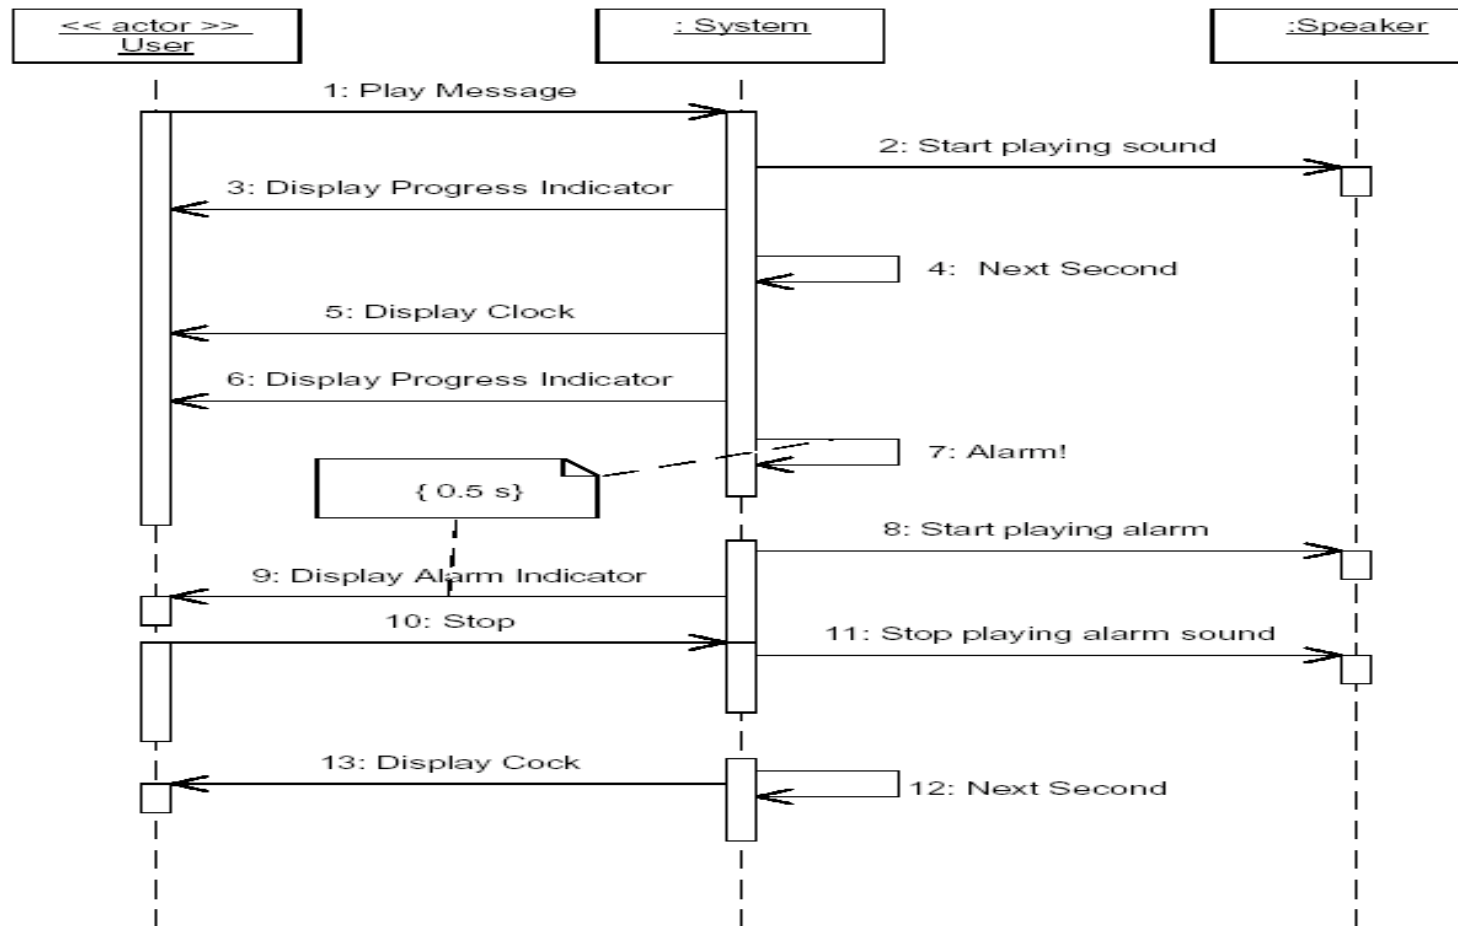 << actor >>
User
: System
:Speaker
1: Play Message
2: Start playing sound
3: Display Progress Indicator
4: Next Second
5: Display Clock
6: Display Progress Indicator
7: Alarm!
{ 0.5 s}
8: Start playing alarm
9: Display Alarm Indicator
10: Stop
11: Stop playing alarm sound
13: Display Cock
12: Next Second